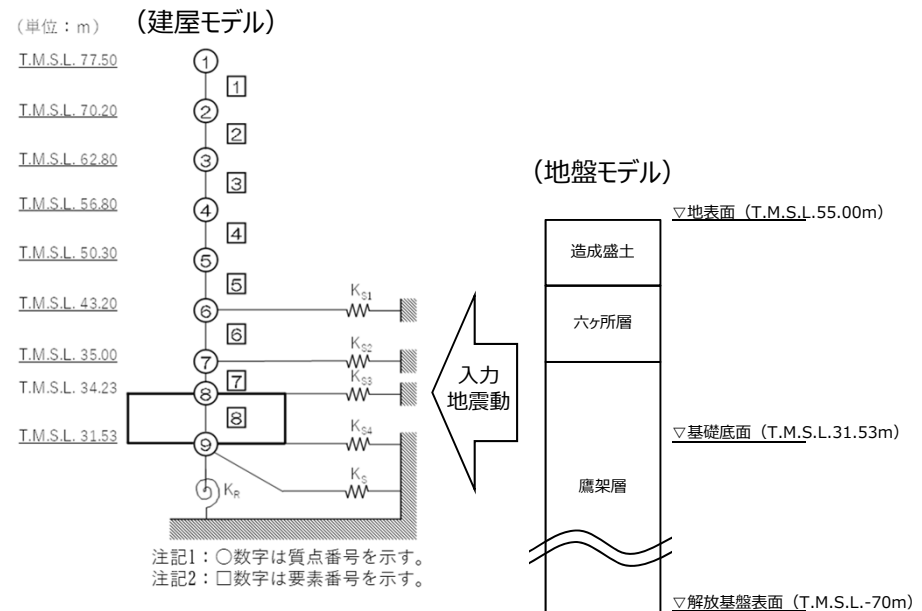 (単位：m)
(建屋モデル)
T.M.S.L. 77.50
①
1
T.M.S.L. 70.20
②
2
T.M.S.L. 62.80
③
3
T.M.S.L. 56.80
④
4
T.M.S.L. 50.30
⑤
5
T.M.S.L. 43.20
⑥
KS1
6
T.M.S.L. 35.00
⑦
KS2
7
T.M.S.L. 34.23
⑧
KS3
8
T.M.S.L. 31.53
⑨
KS4
KS
KR
注記1：○数字は質点番号を示す。
注記2：□数字は要素番号を示す。
入力
地震動
(地盤モデル)
▽地表面（T.M.S.L.55.00m）
造成盛土
六ヶ所層
▽基礎底面（T.M.S.L.31.53m）
鷹架層
▽解放基盤表面（T.M.S.L.-70m）